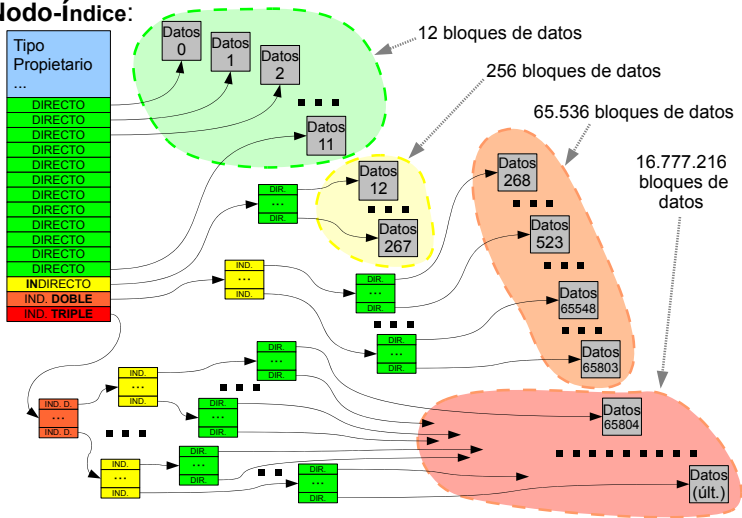 Nodo-Índice:
Tipo
Propietario
...
DIRECTO
DIRECTO
DIRECTO
DIRECTO
DIRECTO
DIRECTO
DIRECTO
DIRECTO
DIRECTO
DIRECTO
DIRECTO
DIRECTO
INDIRECTO
IND. DOBLE
IND. TRIPLE
Datos
0
Datos
1
Datos
2
Datos
11
12 bloques de datos
256 bloques de datos
65.536 bloques de datos
16.777.216
bloques de
datos
DIR.
...
DIR.
Datos
12
Datos
267
IND.
...
IND.
DIR.
...
DIR.
DIR.
...
DIR.
Datos
268
Datos
523
Datos
65548
Datos
65803
IND. D.
...
IND. D.
IND.
...
IND.
IND.
...
IND.
DIR.
...
DIR.
DIR.
...
DIR.
DIR.
...
DIR.
DIR.
...
DIR.
Datos
65804
Datos
(últ.)